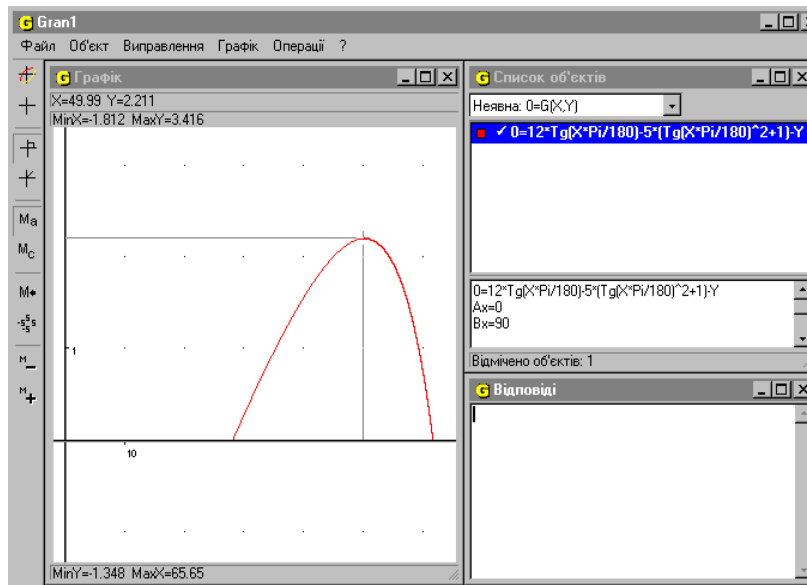 Gran1
Файл Об'єкт Виправлення Графік Операції ?
Графік
X=49.99 Y=2.211
MinX=-1.812 MaxY=3.416
1
10
MinY=-1.348 MaxX=65.65
Ma
Mc
M
M
M
Список об'єктів
Неявна: 0=G(X,Y)
0=12*Tg(X*Pi/180)-5*(Tg(X*Pi/180)^2+1)-Y
0=12*Tg(X*Pi/180)-5*(Tg(X*Pi/180)^2+1)-Y
Ax=0
Bx=90
Відмічено об'єктів: 1
Відповіді